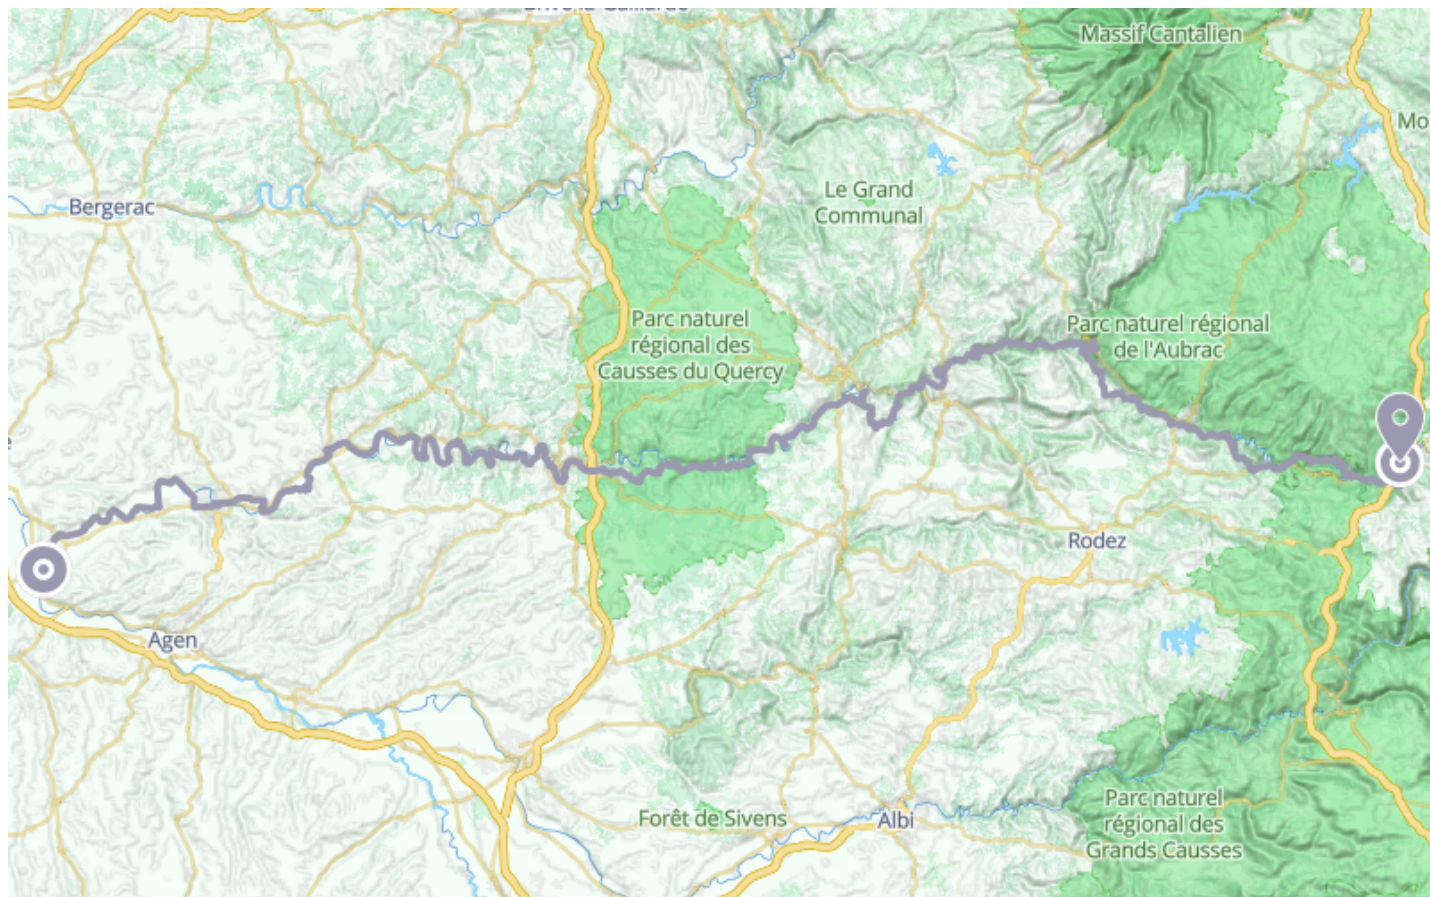 Massif Cantalien
Mo
Bergerac
Le Grand
Communal
Parc naturel
régional des
Causses du Quercy
Parc naturel régional
de l'Aubrac
e
Rodez
Agen
Forêt de Sivens
Albi
Parc naturel
régional des
Grands Causses